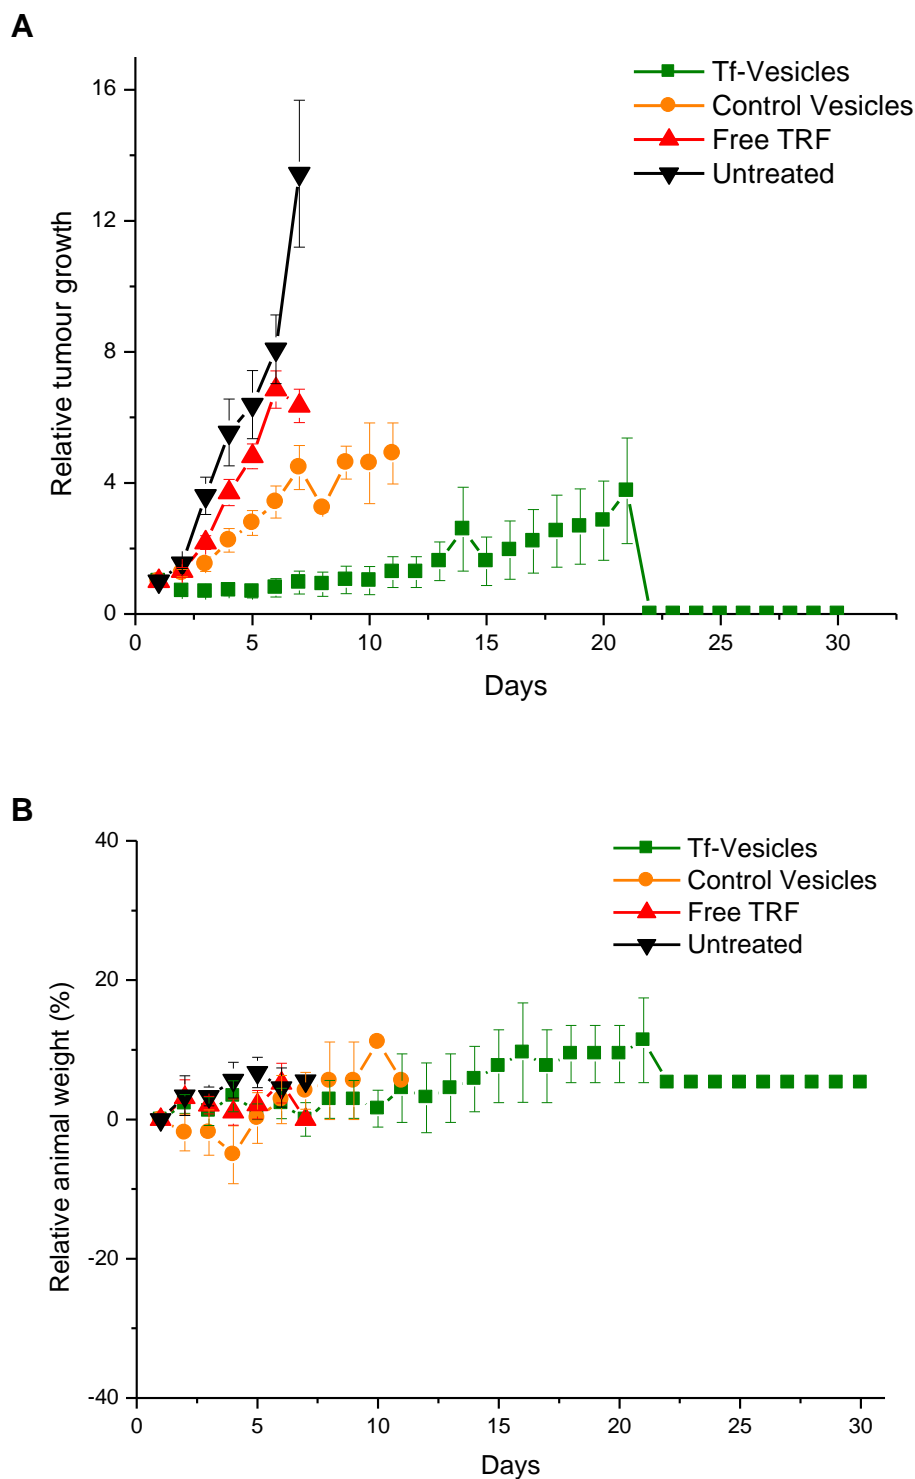 A
Tf-Vesicles
Control Vesicles
Free TRF
Untreated
Relative tumour growth
16
12
8
4
0
0 5 10 15 20 25 30
Days
B
Tf-Vesicles
Control Vesicles
Free TRF
Untreated
Relative animal weight (%)
40
20
0
-20
-40
0 5 10 15 20 25 30
Days